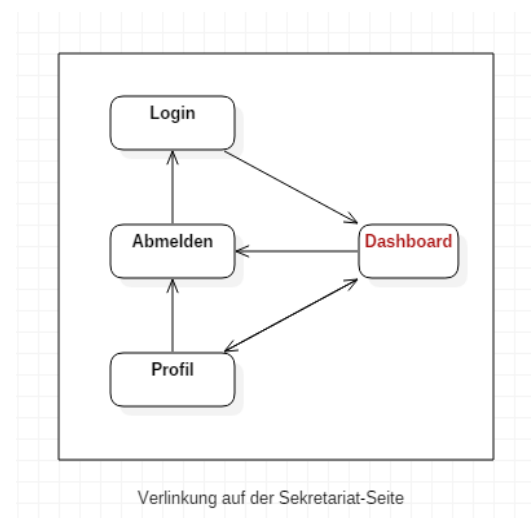 Login
Abmelden
Dashboard
Profil
Verlinkung auf der Sekretariat-Seite